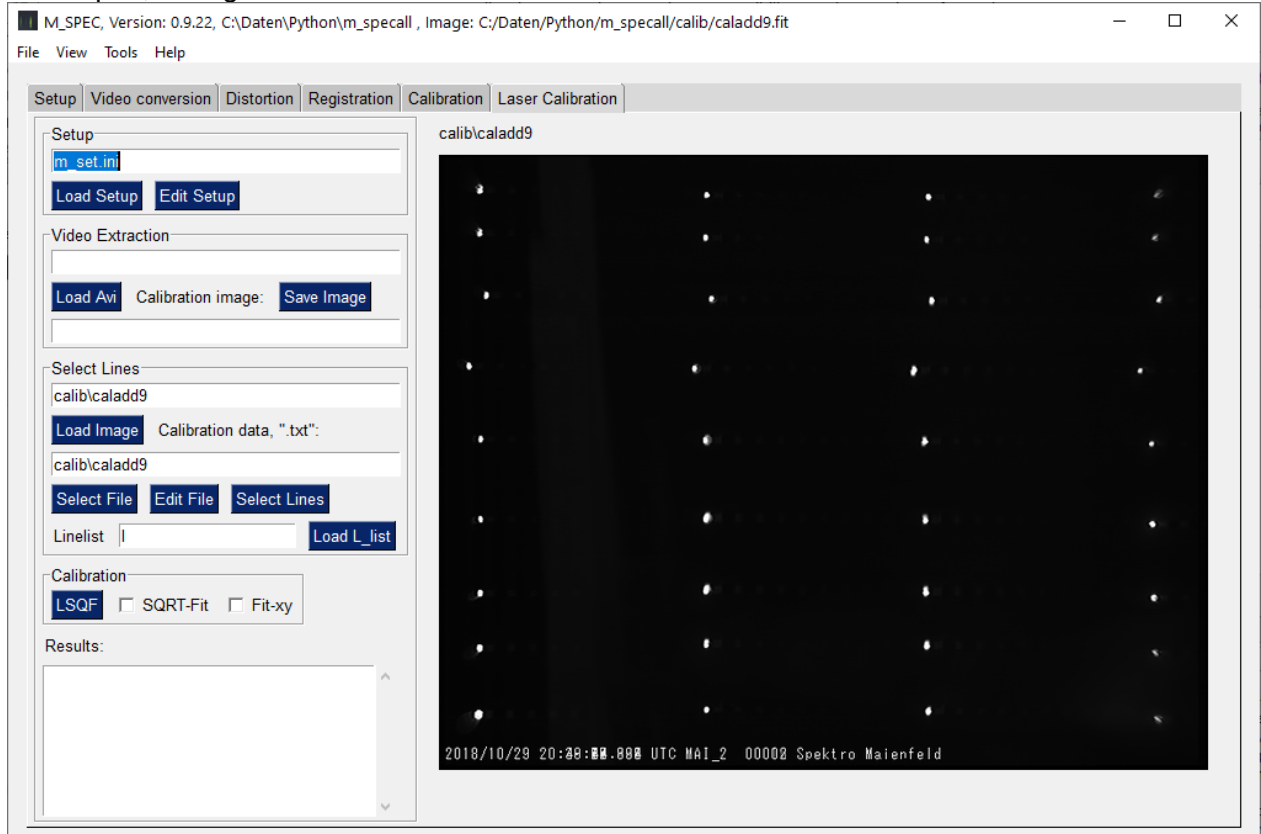 M_SPEC, Version: 0.9.22, C:\Daten\Python\m_specall , Image: C:/Daten/Python/m_specall/calib/caladd9.fit
File View Tools Help
Setup Video conversion Distortion Registration Calibration Laser Calibration
Setup
m_set.ini
Load Setup Edit Setup
Video Extraction
Load Avi Calibration image: Save Image
Select Lines
calib\caladd9
Load Image Calibration data, ".txt":
calib\caladd9
Select File Edit File Select Lines
Linelist l Load L_list
Calibration
LSQF SQRT-Fit Fit-xy
Results:
calib\caladd9
2018/10/29 UTC MAI_2 Spektro Maienfeld